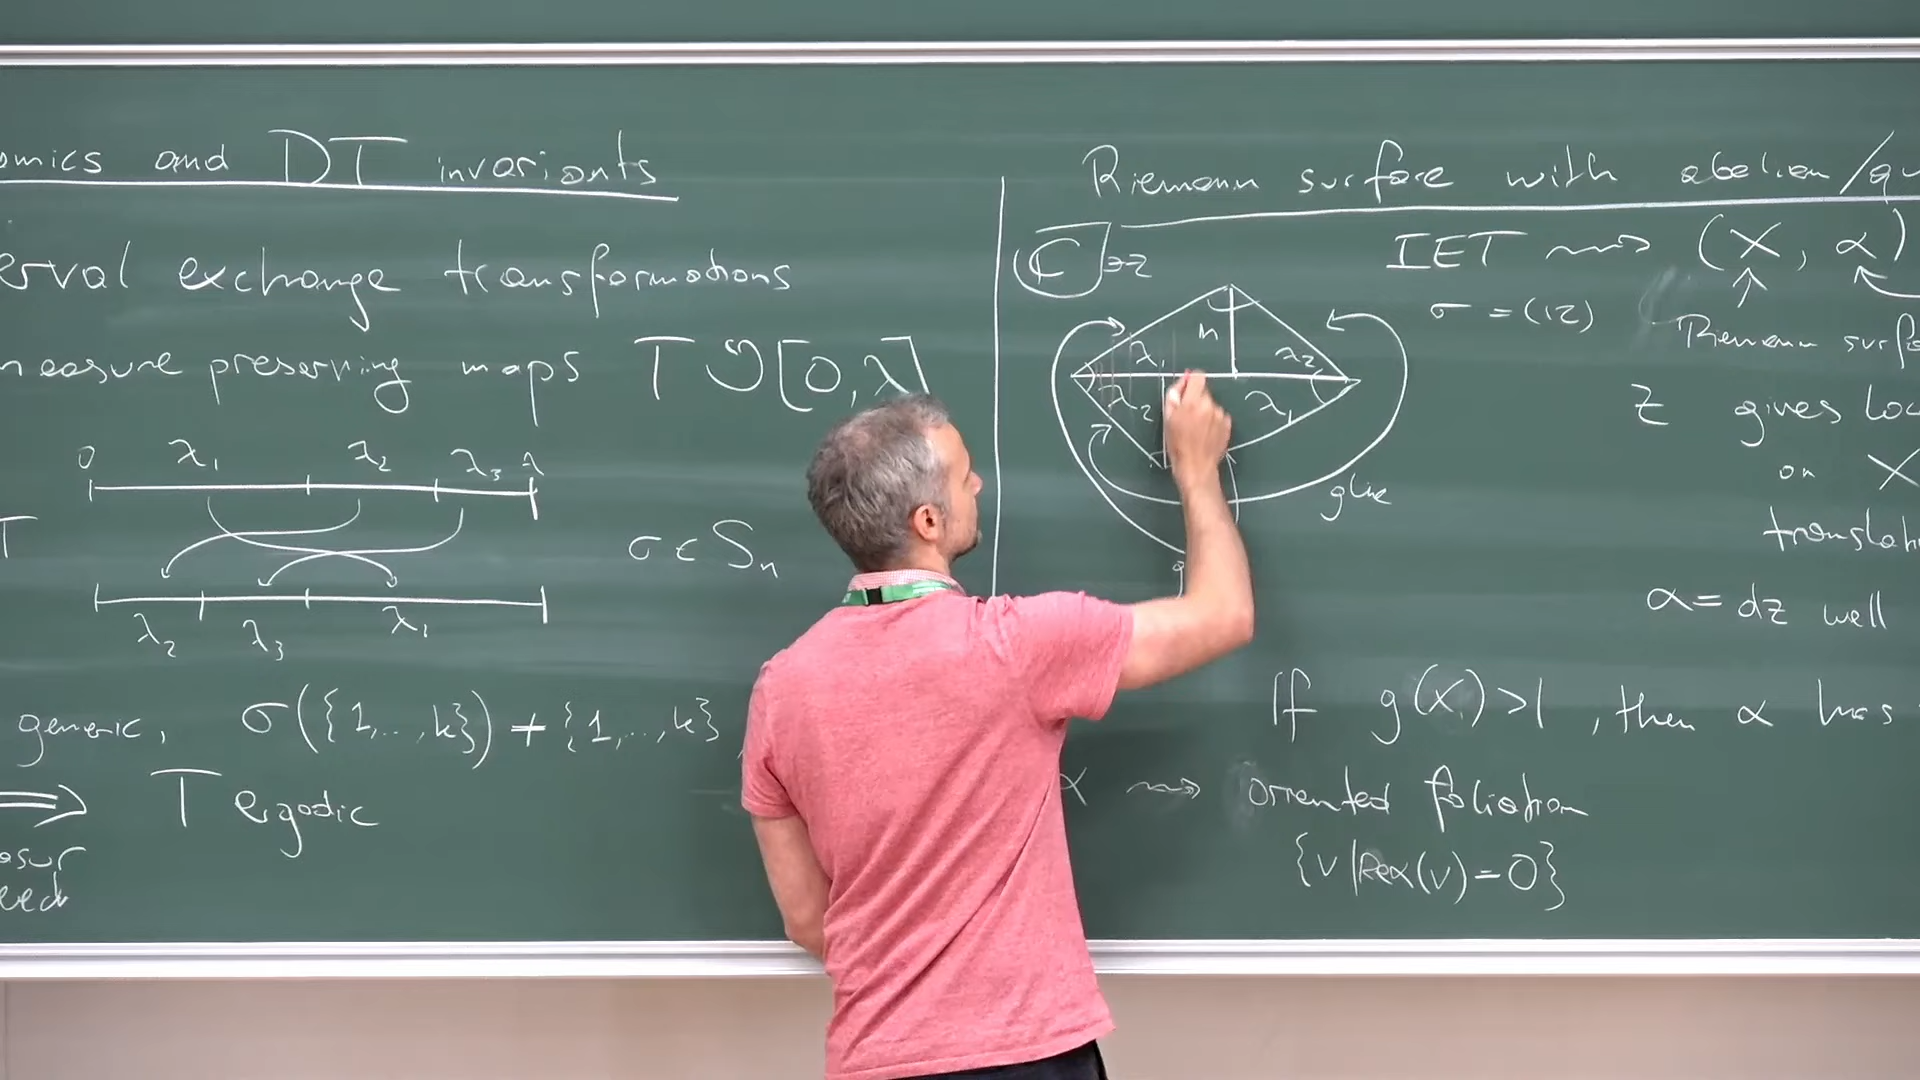 omics and DT invariants
erval exchange transformations
measure preserving maps T [0, λ]
0 λ₁ λ₂ λ₃ λ
T
σ ∈ Sₙ
λ₂ λ₃ λ₁
generic, σ({1,..,k}) ≠ {1,..,k}
⟹ T ergodic
Riemann surface with abelian/qu
ℂ ∋ z
IET ⇝ (X, α)
σ = (12)
Riemann surf
h
λ₁ λ₂
λ₂ λ₁
glue
z gives loc
on X
translati
α = dz well
If g(X) > 1, then α has
α ⇝ oriented foliation
{v | Re α(v) = 0}